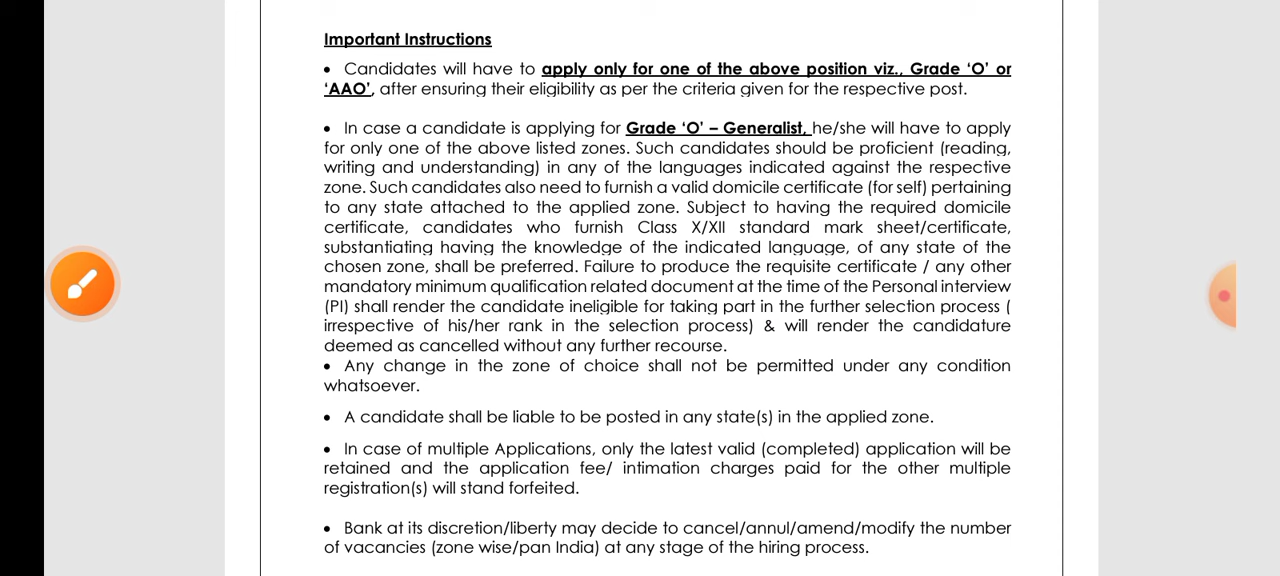 Important Instructions
• Candidates will have to apply only for one of the above position viz., Grade ‘O’ or
‘AAO’, after ensuring their eligibility as per the criteria given for the respective post.
• In case a candidate is applying for Grade ‘O’ – Generalist, he/she will have to apply
for only one of the above listed zones. Such candidates should be proficient (reading,
writing and understanding) in any of the languages indicated against the respective
zone. Such candidates also need to furnish a valid domicile certificate (for self) pertaining
to any state attached to the applied zone. Subject to having the required domicile
certificate, candidates who furnish Class X/XII standard mark sheet/certificate,
substantiating having the knowledge of the indicated language, of any state of the
chosen zone, shall be preferred. Failure to produce the requisite certificate / any other
mandatory minimum qualification related document at the time of the Personal interview
(PI) shall render the candidate ineligible for taking part in the further selection process (
irrespective of his/her rank in the selection process) & will render the candidature
deemed as cancelled without any further recourse.
• Any change in the zone of choice shall not be permitted under any condition
whatsoever.
• A candidate shall be liable to be posted in any state(s) in the applied zone.
• In case of multiple Applications, only the latest valid (completed) application will be
retained and the application fee/ intimation charges paid for the other multiple
registration(s) will stand forfeited.
• Bank at its discretion/liberty may decide to cancel/annul/amend/modify the number
of vacancies (zone wise/pan India) at any stage of the hiring process.